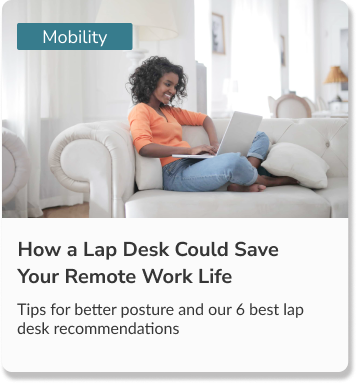 Mobility
How a Lap Desk Could Save
Your Remote Work Life
Tips for better posture and our 6 best lap
desk recommendations